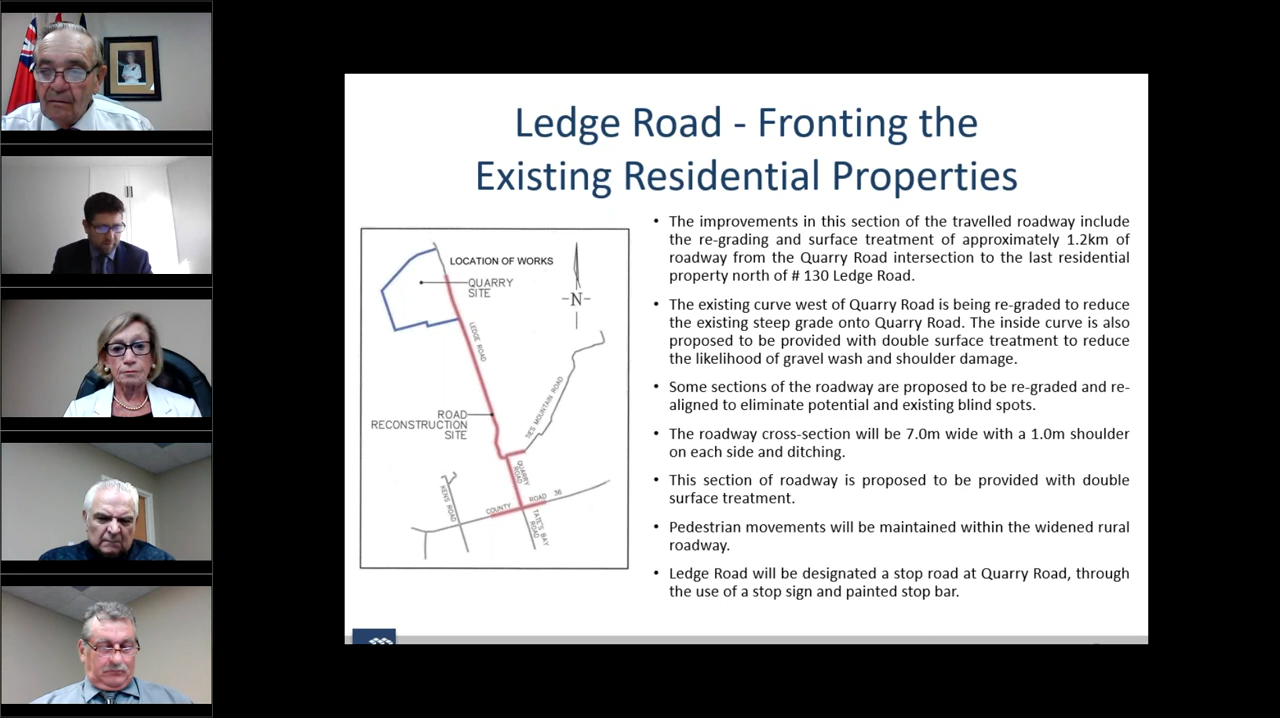 Ledge Road - Fronting the
Existing Residential Properties
LOCATION OF WORKS
QUARRY
SITE
-N-
LEDGE ROAD
ROAD
RECONSTRUCTION
SITE
QUARRY
ROAD
KENS ROAD
COUNTY ROAD 36
TATE'S BAY
ROAD
• The improvements in this section of the travelled roadway include
the re-grading and surface treatment of approximately 1.2km of
roadway from the Quarry Road intersection to the last residential
property north of # 130 Ledge Road.
• The existing curve west of Quarry Road is being re-graded to reduce
the existing steep grade onto Quarry Road. The inside curve is also
proposed to be provided with double surface treatment to reduce
the likelihood of gravel wash and shoulder damage.
• Some sections of the roadway are proposed to be re-graded and re-
aligned to eliminate potential and existing blind spots.
• The roadway cross-section will be 7.0m wide with a 1.0m shoulder
on each side and ditching.
• This section of roadway is proposed to be provided with double
surface treatment.
• Pedestrian movements will be maintained within the widened rural
roadway.
• Ledge Road will be designated a stop road at Quarry Road, through
the use of a stop sign and painted stop bar.